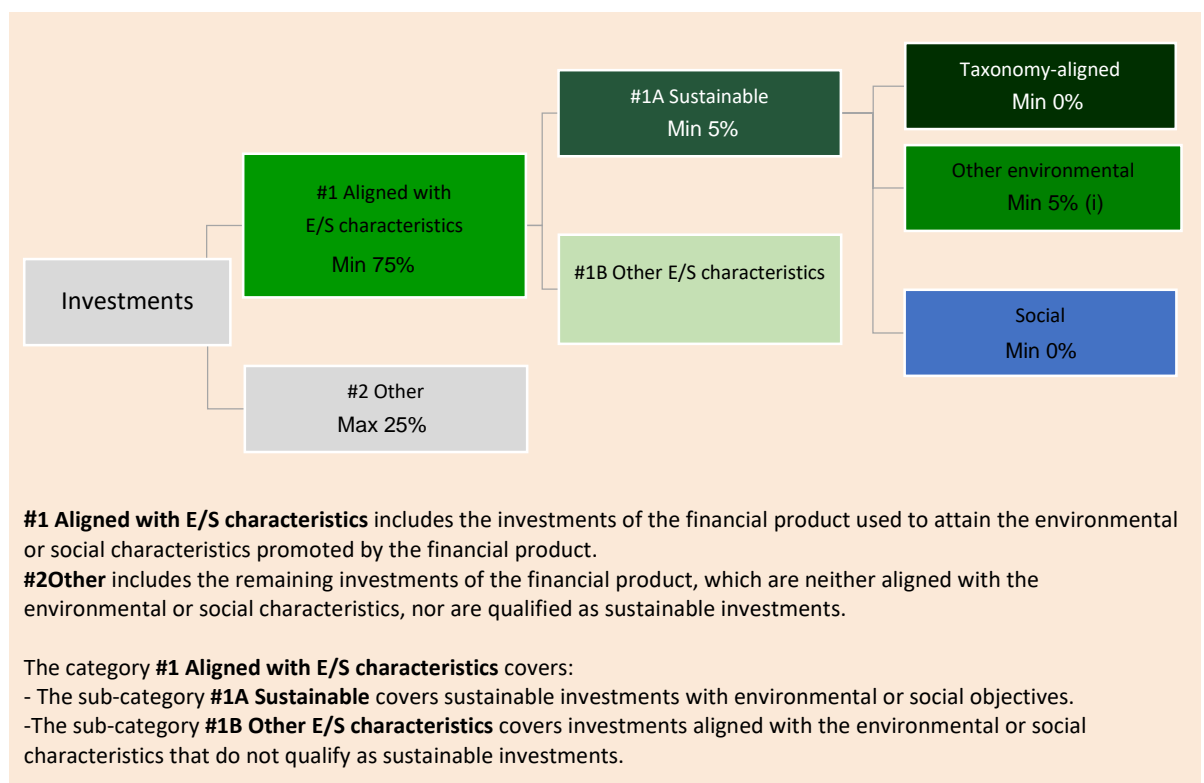 Taxonomy-aligned
Min 0%
#1A Sustainable
Min 5%
Other environmental
Min 5% (i)
#1 Aligned with
E/S characteristics
Min 75%
#1B Other E/S characteristics
Investments
Social
Min 0%
#2 Other
Max 25%
#1 Aligned with E/S characteristics includes the investments of the financial product used to attain the environmental
or social characteristics promoted by the financial product.
#2Other includes the remaining investments of the financial product, which are neither aligned with the
environmental or social characteristics, nor are qualified as sustainable investments.
The category #1 Aligned with E/S characteristics covers:
- The sub-category #1A Sustainable covers sustainable investments with environmental or social objectives.
-The sub-category #1B Other E/S characteristics covers investments aligned with the environmental or social
characteristics that do not qualify as sustainable investments.